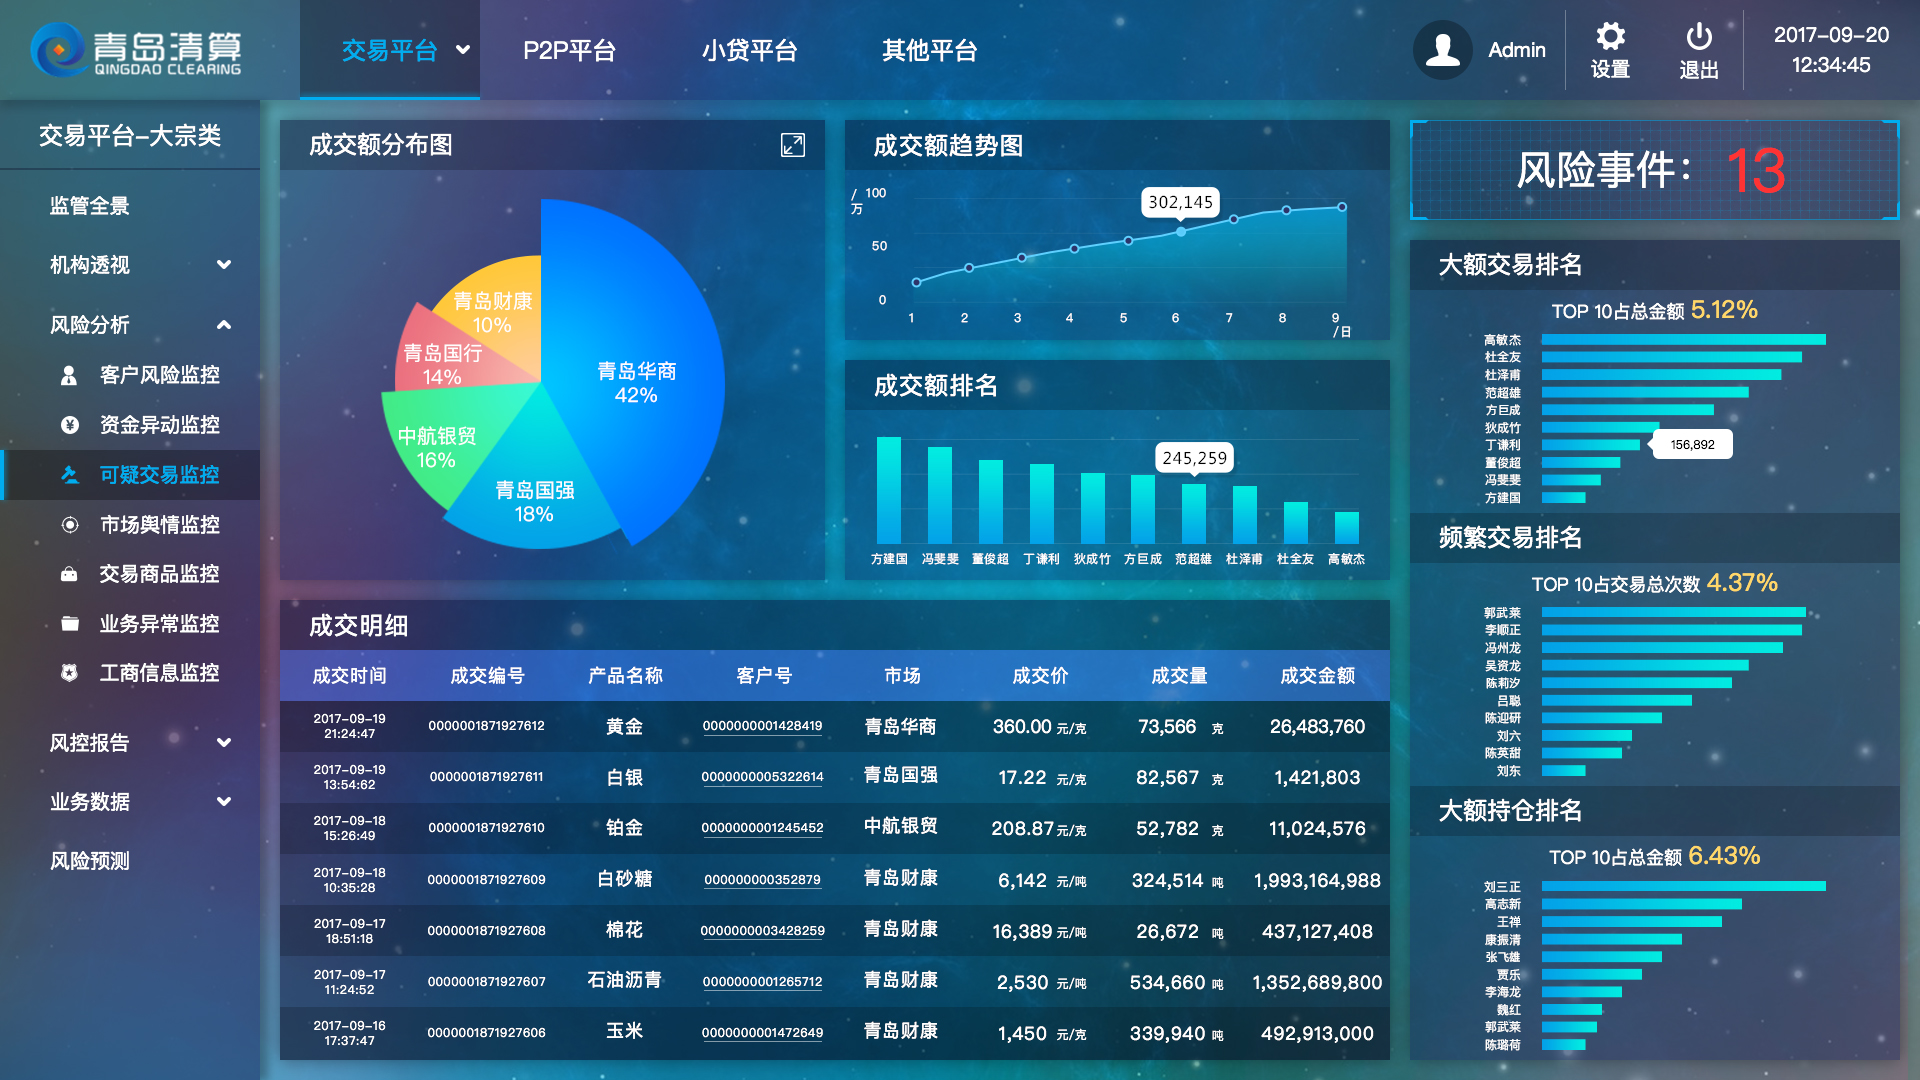 青岛清算
QINGDAO CLEARING
交易平台
P2P平台
小贷平台
其他平台
Admin
设置
退出
2017-09-20
12:34:45
交易平台-大宗类
监管全景
机构透视
风险分析
客户风险监控
资金异动监控
可疑交易监控
市场舆情监控
交易商品监控
业务异常监控
工商信息监控
风控报告
业务数据
风险预测
成交额分布图
青岛财康
10%
青岛国行
14%
青岛华商
42%
中航银贸
16%
青岛国强
18%
成交额趋势图
/万
100
50
0
302,145
1 2 3 4 5 6 7 8 9
/日
成交额排名
245,259
方建国 冯斐斐 董俊超 丁谦利 狄成竹 方巨成 范超雄 杜泽甫 杜全友 高敏杰
风险事件： 13
大额交易排名
TOP 10占总金额 5.12%
高敏杰
杜全友
杜泽甫
范超雄
方巨成
狄成竹
丁谦利
156,892
董俊超
冯斐斐
方建国
频繁交易排名
TOP 10占交易总次数 4.37%
郭武莱
李顺正
冯州龙
吴资龙
陈莉汐
吕聪
陈迎研
刘六
陈英甜
刘东
大额持仓排名
TOP 10占总金额 6.43%
刘三正
高志新
王禅
康振清
张飞雄
贾乐
李海龙
魏红
郭武莱
陈璐荷
成交明细
成交时间 成交编号 产品名称 客户号 市场 成交价 成交量 成交金额
2017-09-19 21:24:47 0000001871927612 黄金 0000000001428419 青岛华商 360.00 元/克 73,566 克 26,483,760
2017-09-19 13:54:62 0000001871927611 白银 0000000005322614 青岛国强 17.22 元/克 82,567 克 1,421,803
2017-09-18 15:26:49 0000001871927610 铂金 0000000001245452 中航银贸 208.87 元/克 52,782 克 11,024,576
2017-09-18 10:35:28 0000001871927609 白砂糖 000000000352879 青岛财康 6,142 元/吨 324,514 吨 1,993,164,988
2017-09-17 18:51:18 0000001871927608 棉花 0000000003428259 青岛财康 16,389 元/吨 26,672 吨 437,127,408
2017-09-17 11:24:52 0000001871927607 石油沥青 0000000001265712 青岛财康 2,530 元/吨 534,660 吨 1,352,689,800
2017-09-16 17:37:47 0000001871927606 玉米 0000000001472649 青岛财康 1,450 元/克 339,940 吨 492,913,000